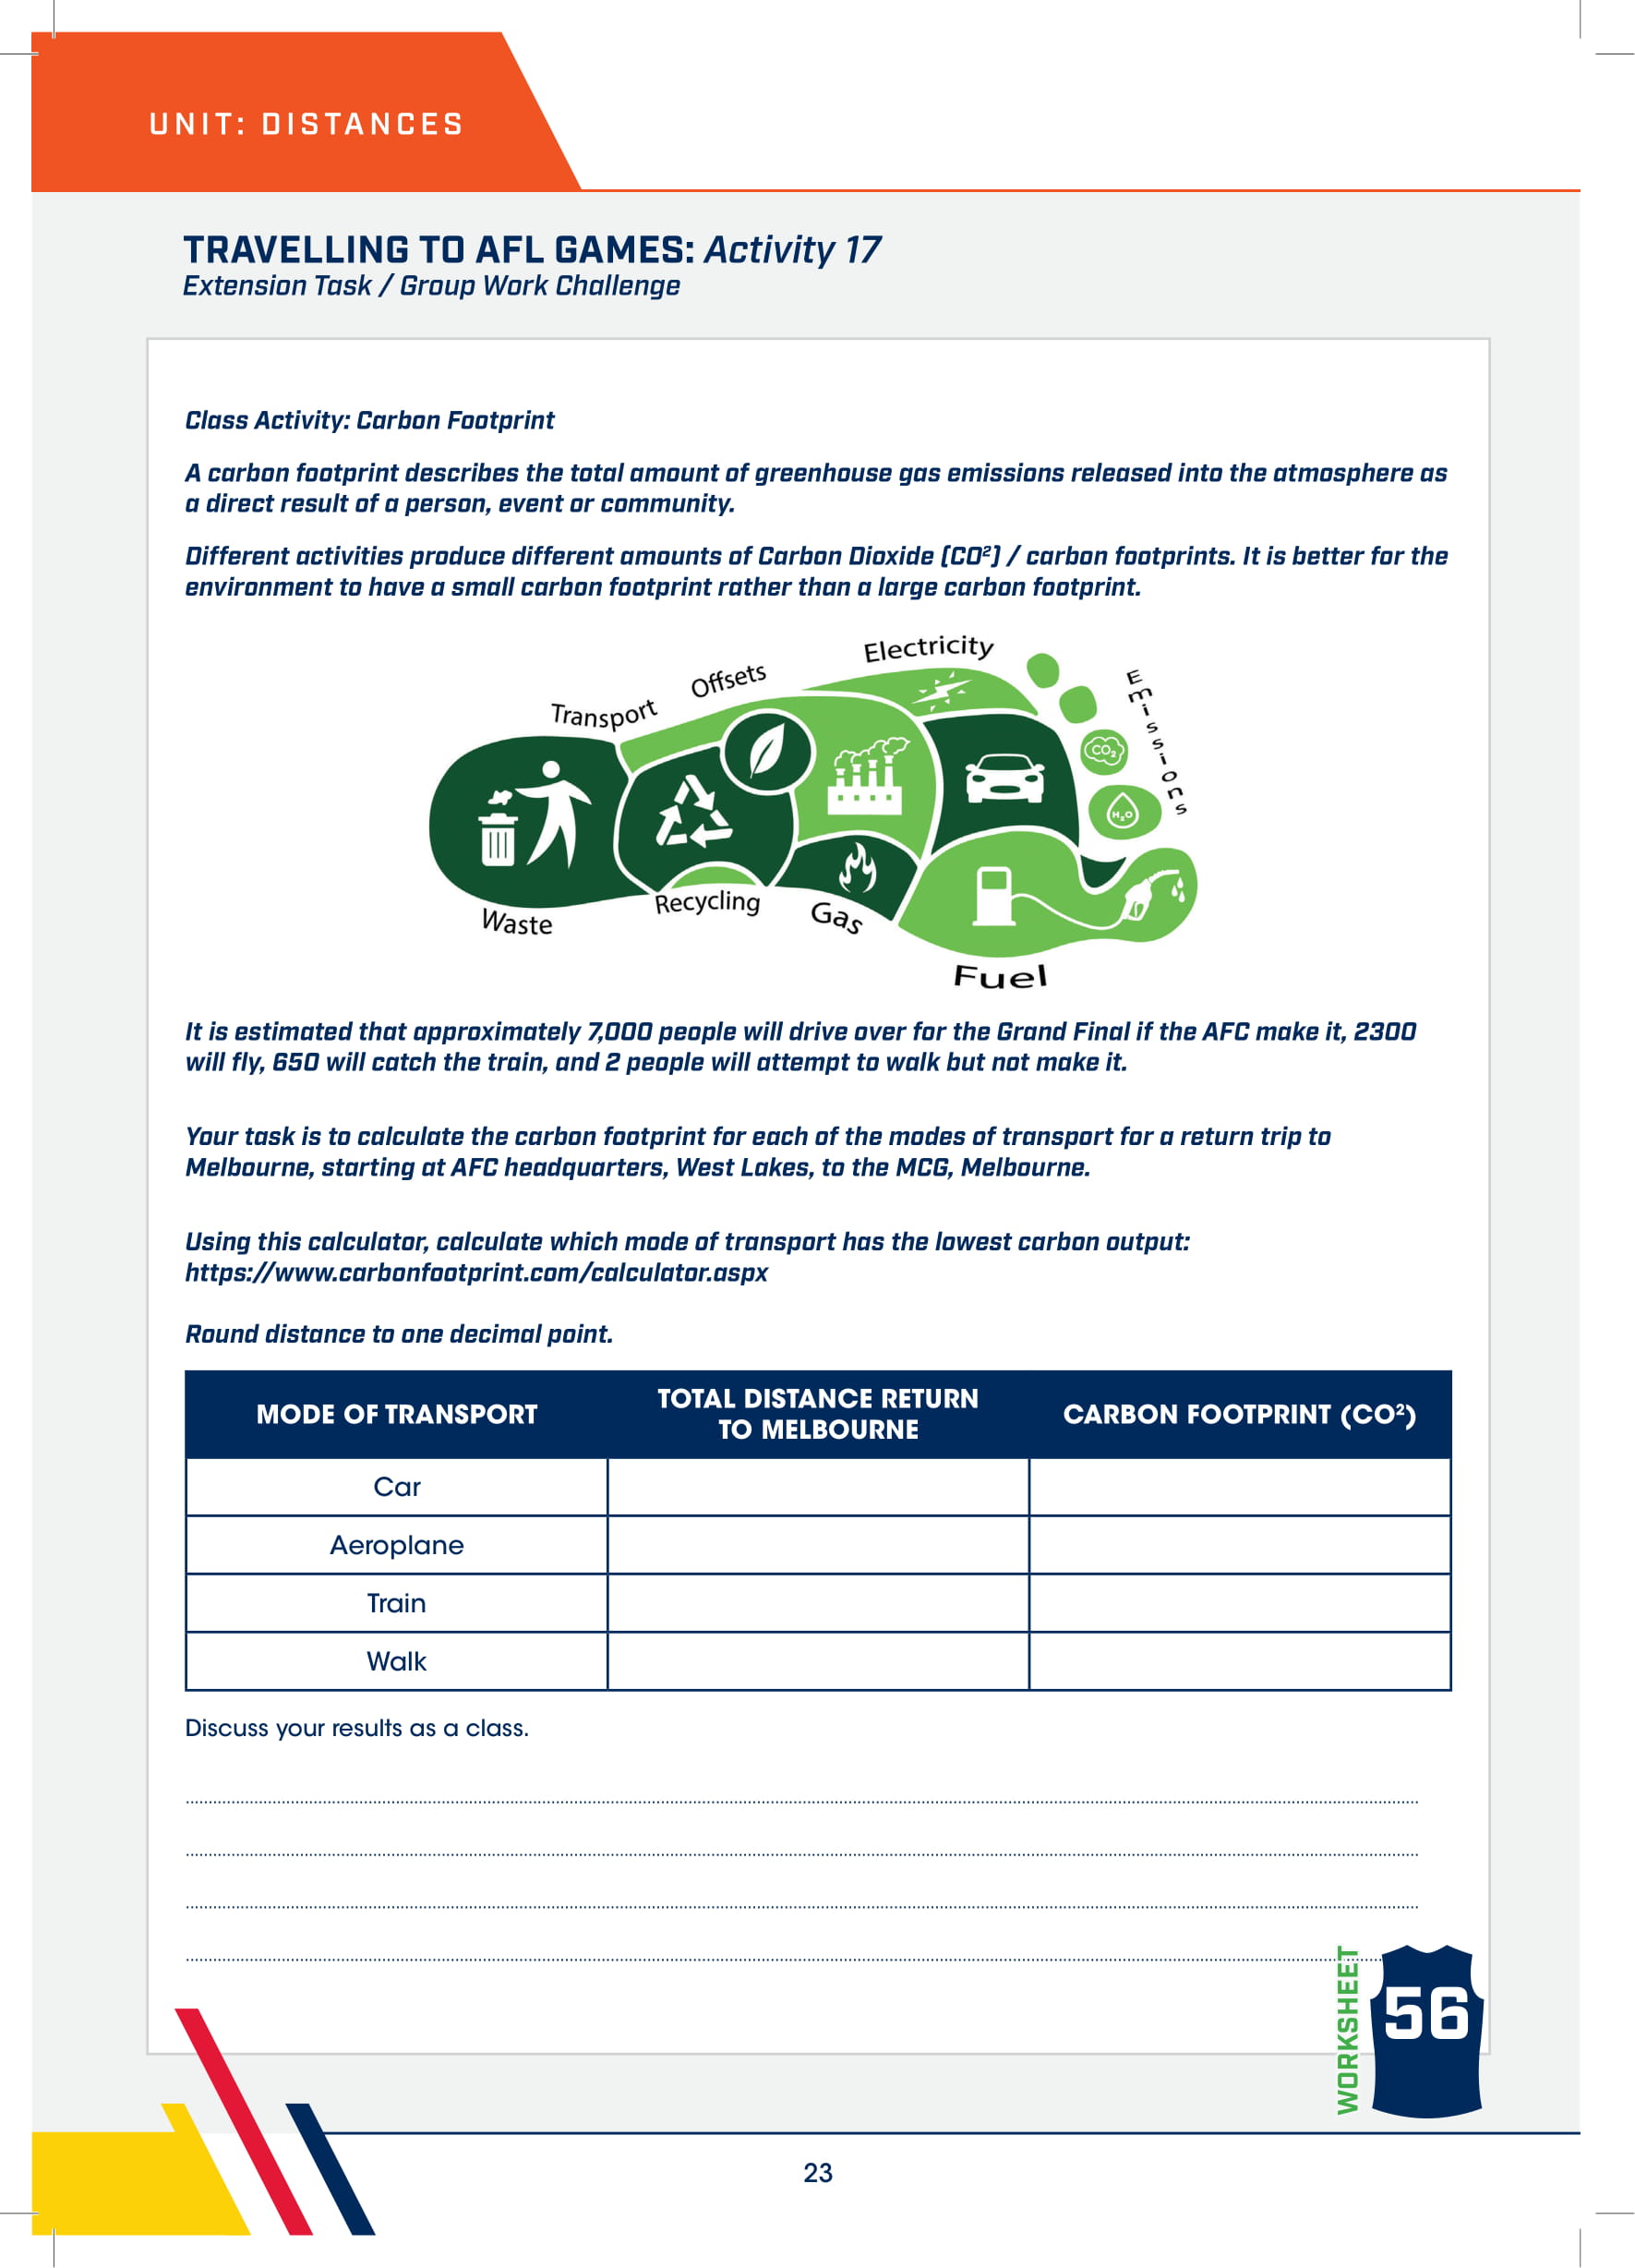 UNIT: DISTANCES
TRAVELLING TO AFL GAMES: Activity 17
Extension Task / Group Work Challenge
Class Activity: Carbon Footprint
A carbon footprint describes the total amount of greenhouse gas emissions released into the atmosphere as
a direct result of a person, event or community.
Different activities produce different amounts of Carbon Dioxide (CO²) / carbon footprints. It is better for the
environment to have a small carbon footprint rather than a large carbon footprint.
Electricity
Offsets
Transport
Emissions
CO₂
H₂O
Waste
Recycling
Gas
Fuel
It is estimated that approximately 7,000 people will drive over for the Grand Final if the AFC make it, 2300
will fly, 650 will catch the train, and 2 people will attempt to walk but not make it.
Your task is to calculate the carbon footprint for each of the modes of transport for a return trip to
Melbourne, starting at AFC headquarters, West Lakes, to the MCG, Melbourne.
Using this calculator, calculate which mode of transport has the lowest carbon output:
https://www.carbonfootprint.com/calculator.aspx
Round distance to one decimal point.
MODE OF TRANSPORT
TOTAL DISTANCE RETURN
TO MELBOURNE
CARBON FOOTPRINT (CO²)
Car
Aeroplane
Train
Walk
Discuss your results as a class.
WORKSHEET
56
23